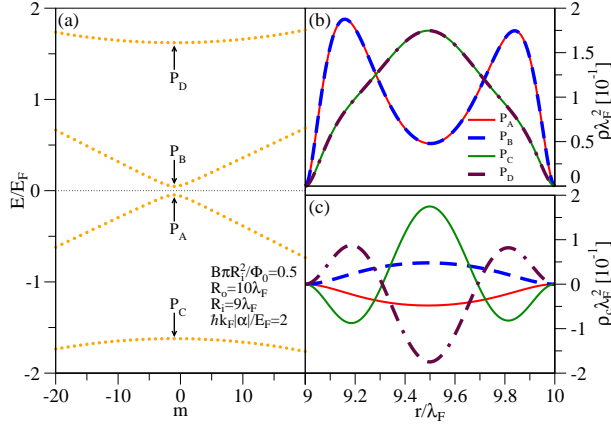 (a)
2
1
0
-1
-2
E/E_F
P_D
P_B
P_A
P_C
BπR_i^2/Φ_0=0.5
R_o=10λ_F
R_i=9λ_F
ℏk_F|α|/E_F=2
-20 -10 0 10 20
m
(b)
2
1.5
1
0.5
0
ρλ_F^2 [10^-1]
P_A
P_B
P_C
P_D
(c)
2
1
0
-1
-2
ρ_cλ_F^2 [10^-1]
9 9.2 9.4 9.6 9.8 10
r/λ_F